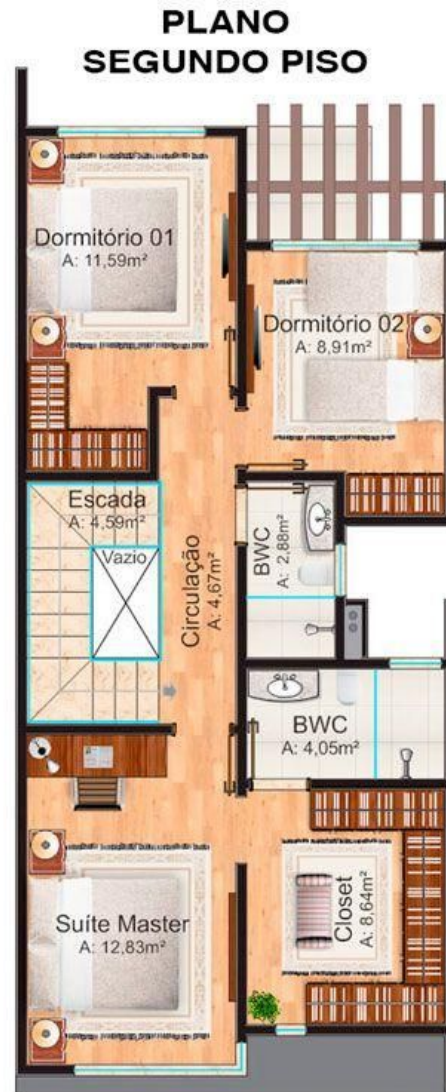 PLANO
SEGUNDO PISO
Dormitório 01
A: 11,59m²
Dormitório 02
A: 8,91m²
Escada
A: 4,59m²
Vazio
Circulação
A: 4,67m²
BWC
A: 2,88m²
BWC
A: 4,05m²
Suíte Master
A: 12,83m²
Closet
A: 8,64m²